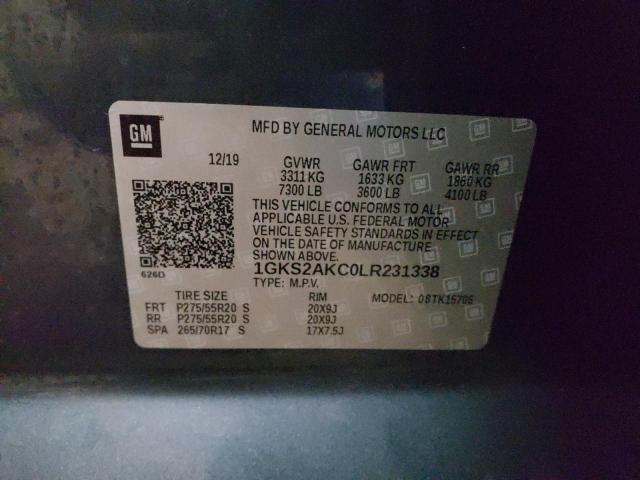 GM
MFD BY GENERAL MOTORS LLC
12/19 GVWR GAWR FRT GAWR RR
3311 KG 1633 KG 1860 KG
7300 LB 3600 LB 4100 LB
THIS VEHICLE CONFORMS TO ALL
APPLICABLE U.S. FEDERAL MOTOR
VEHICLE SAFETY STANDARDS IN EFFECT
ON THE DATE OF MANUFACTURE
SHOWN ABOVE.
626D 1GKS2AKC0LR231338
TYPE: M.P.V. MODEL: 0STK15706
TIRE SIZE RIM
FRT P275/55R20 S 20X9J
RR P275/55R20 S 20X9J
SPA 265/70R17 S 17X7.5J